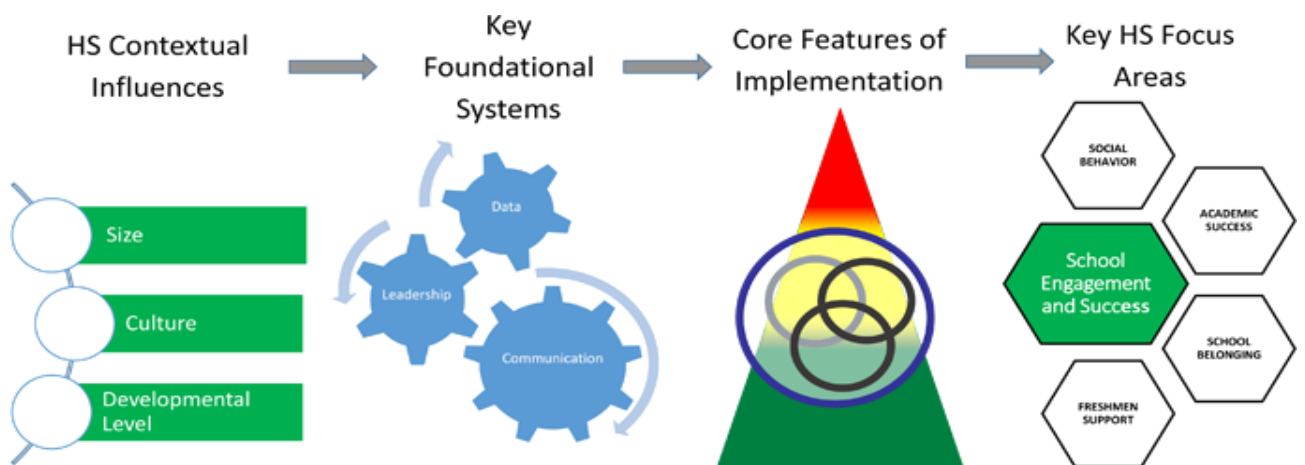 HS Contextual
Influences
Key
Foundational
Systems
Core Features of
Implementation
Key HS Focus
Areas
Size
Culture
Developmental
Level
Data
Leadership
Communication
SOCIAL
BEHAVIOR
ACADEMIC
SUCCESS
School
Engagement
and Success
SCHOOL
BELONGING
FRESHMEN
SUPPORT